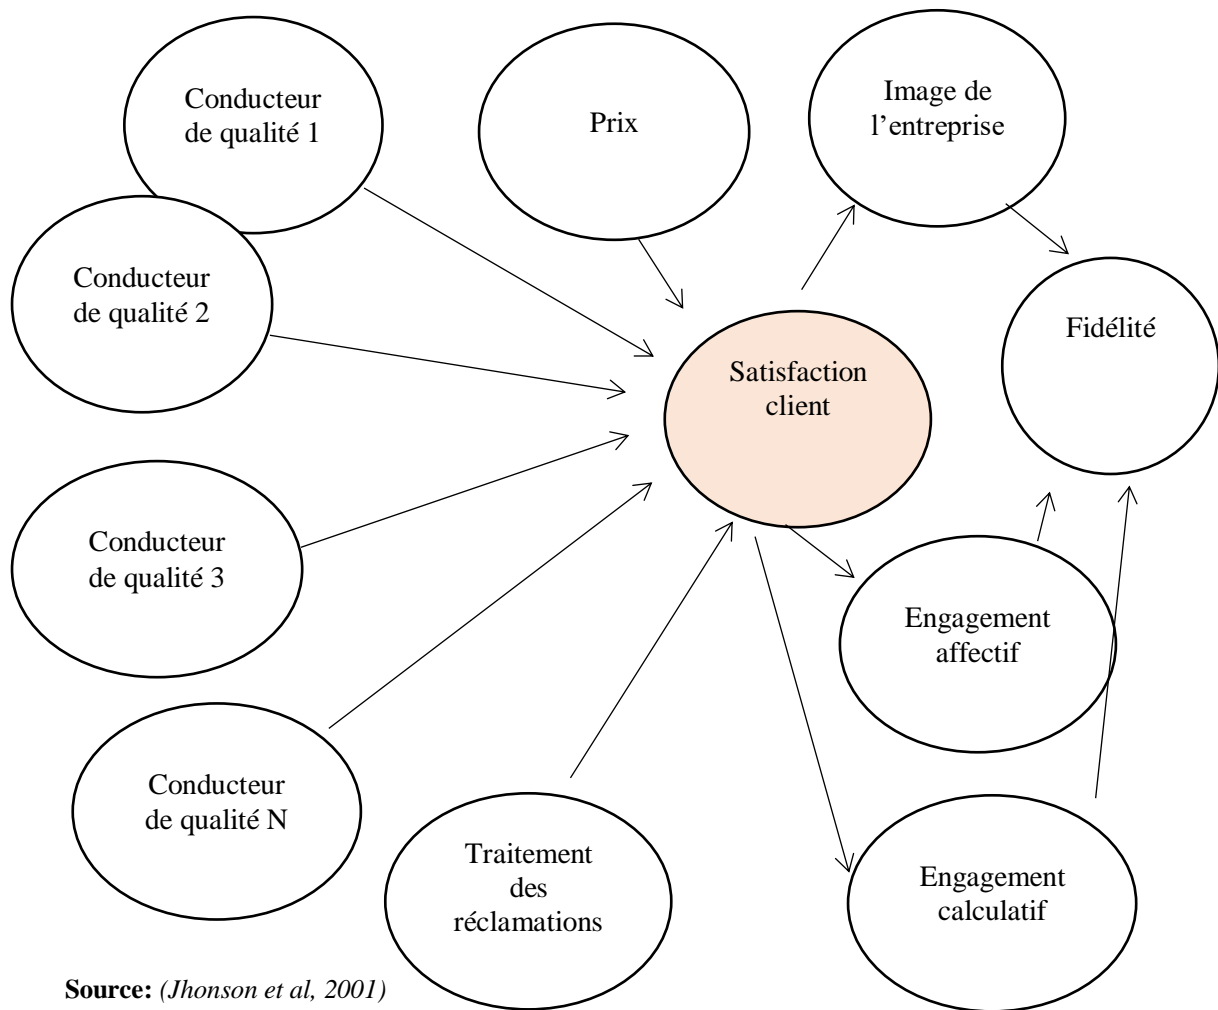 Conducteur
de qualité 1
Prix
Image de
l’entreprise
Conducteur
de qualité 2
Fidélité
Satisfaction
client
Conducteur
de qualité 3
Engagement
affectif
Conducteur
de qualité N
Traitement
des
réclamations
Engagement
calculatif
Source: (Jhonson et al, 2001)